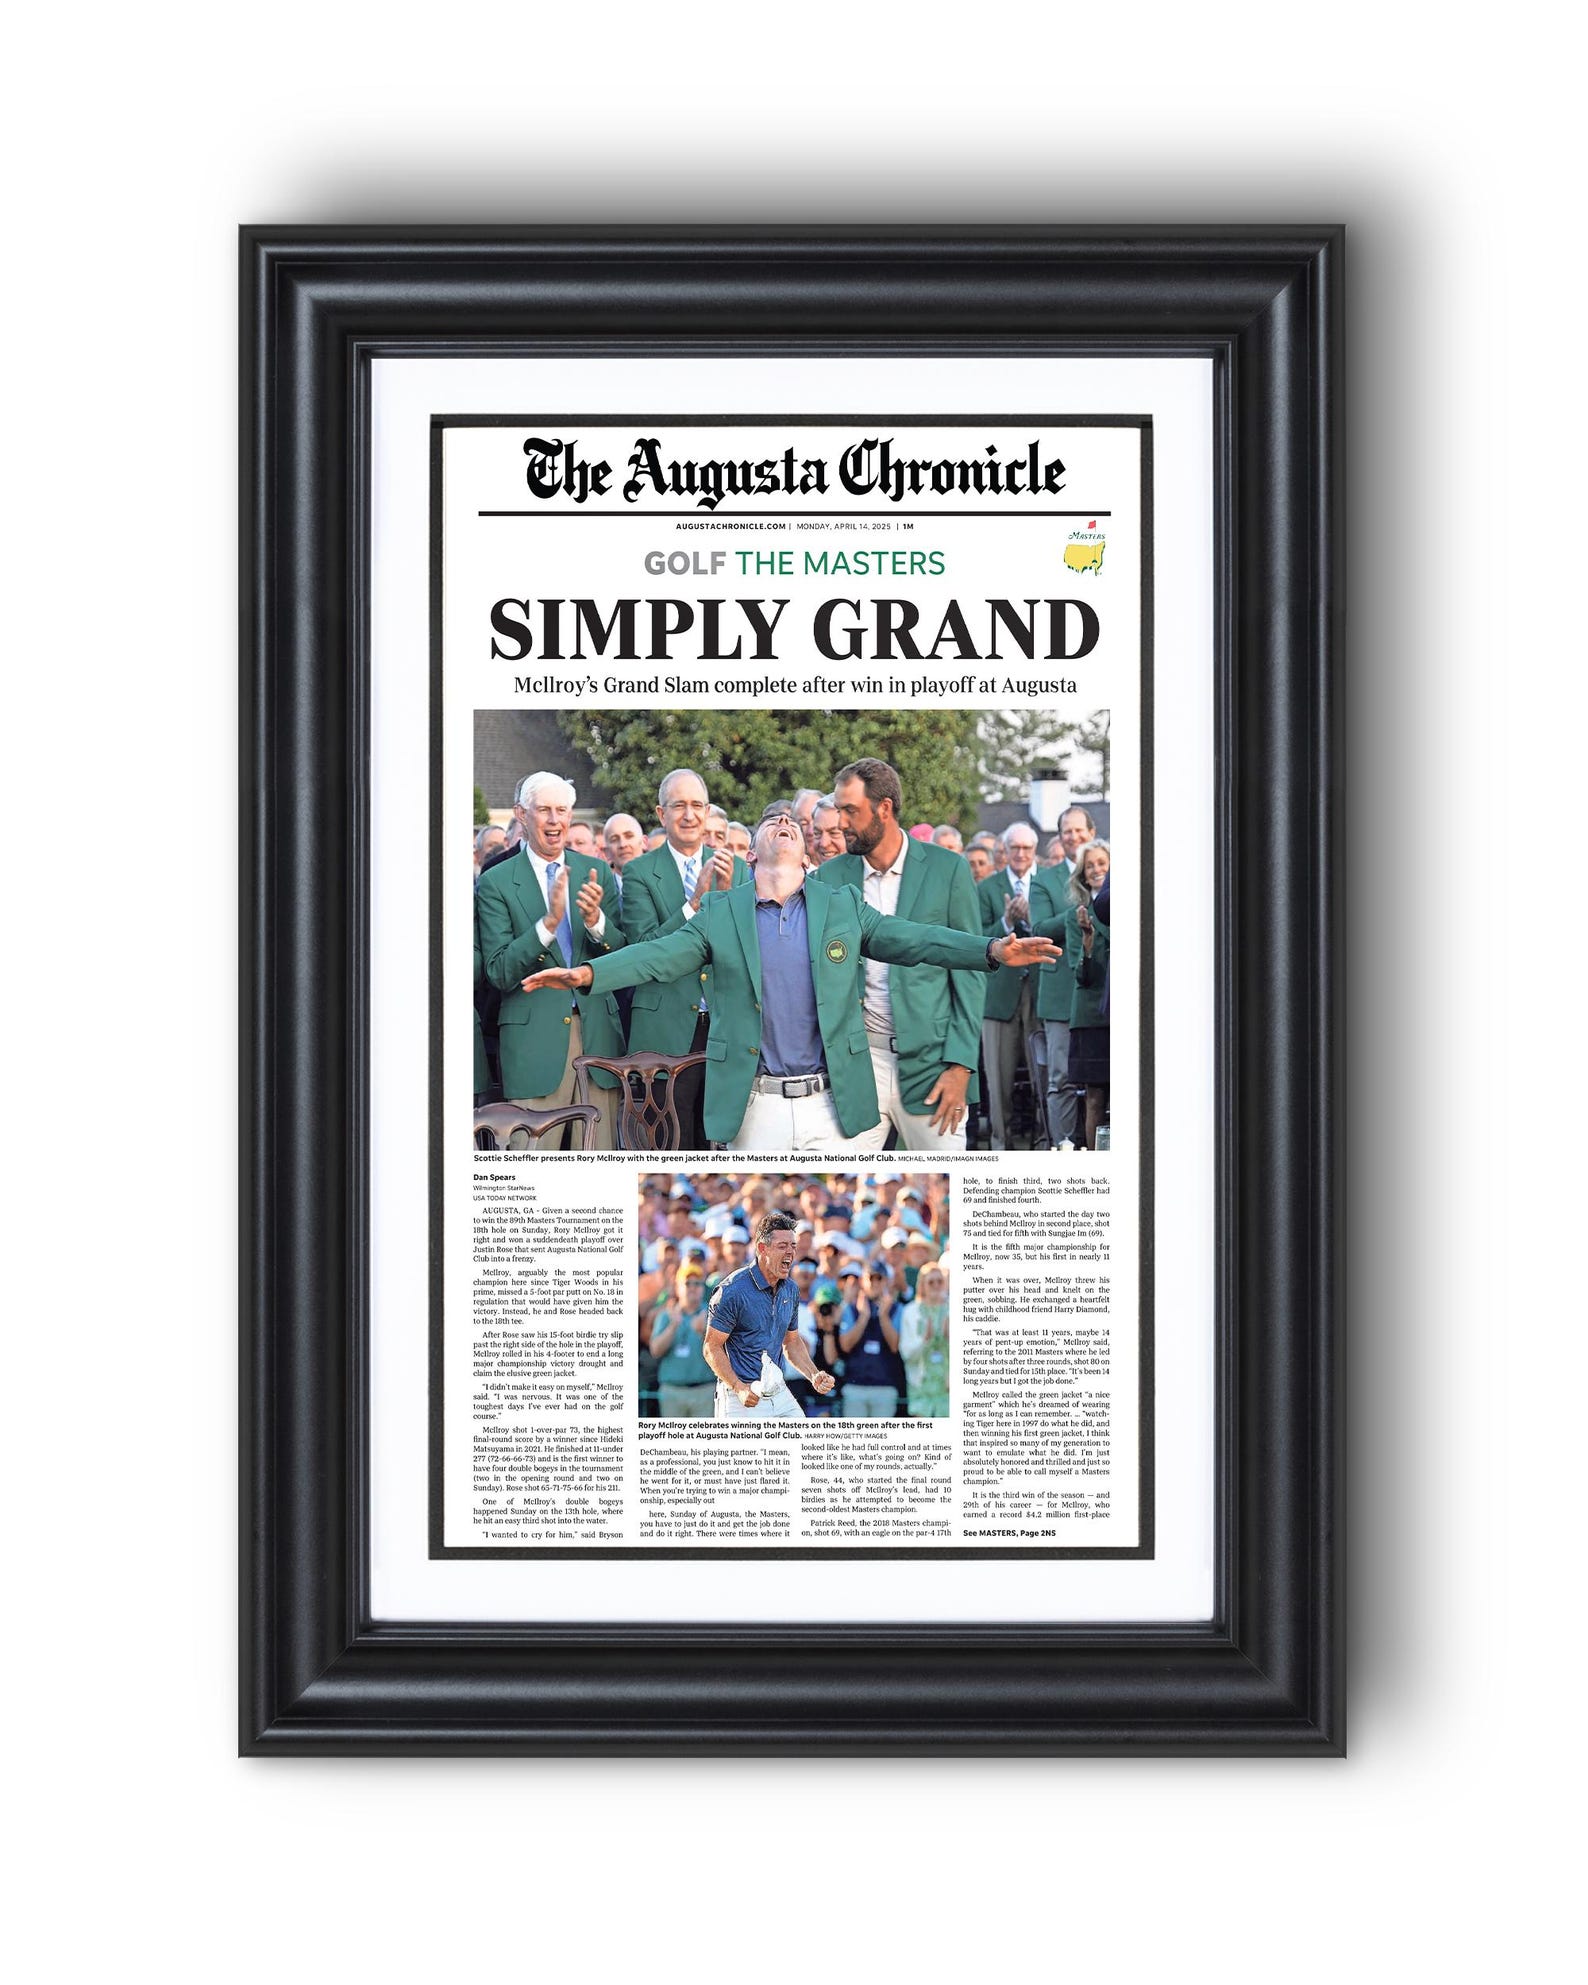 The Augusta Chronicle
AUGUSTACHRONICLE.COM | MONDAY, APRIL 14, 2025 | 1M
MASTERS
GOLF THE MASTERS
SIMPLY GRAND
McIlroy's Grand Slam complete after win in playoff at Augusta
Scottie Scheffler presents Rory McIlroy with the green jacket after the Masters at Augusta National Golf Club. MICHAEL MADRID/IMAGN IMAGES
Dan Spears
Wilmington StarNews
USA TODAY NETWORK
AUGUSTA, GA - Given a second chance
to win the 89th Masters Tournament on the
18th hole on Sunday, Rory McIlroy got it
right and won a suddendeath playoff over
Justin Rose that sent Augusta National Golf
Club into a frenzy.
McIlroy, arguably the most popular
champion here since Tiger Woods in his
prime, missed a 5-foot par putt on No. 18 in
regulation that would have given him the
victory. Instead, he and Rose headed back
to the 18th tee.
After Rose saw his 15-foot birdie try slip
past the right side of the hole in the playoff,
McIlroy rolled in his 4-footer to end a long
major championship victory drought and
claim the elusive green jacket.
"I didn't make it easy on myself," McIlroy
said. "I was nervous. It was one of the
toughest days I've ever had on the golf
course."
McIlroy shot 1-over-par 73, the highest
final-round score by a winner since Hideki
Matsuyama in 2021. He finished at 11-under
277 (72-66-66-73) and is the first winner to
have four double bogeys in the tournament
(two in the opening round and two on
Sunday). Rose shot 65-71-75-66 for his 211.
One of McIlroy's double bogeys
happened Sunday on the 13th hole, where
he hit an easy third shot into the water.
"I wanted to cry for him," said Bryson
Rory McIlroy celebrates winning the Masters on the 18th green after the first
playoff hole at Augusta National Golf Club. HARRY HOW/GETTY IMAGES
DeChambeau, his playing partner. "I mean,
as a professional, you just know to hit it in
the middle of the green, and I can't believe
he went for it, or must have just flared it.
When you're trying to win a major champi-
onship, especially out
here, Sunday of Augusta, the Masters,
you have to just do it and get the job done
and do it right. There were times where it
looked like he had full control and at times
where it's like, what's going on? Kind of
looked like one of my rounds, actually."
Rose, 44, who started the final round
seven shots off McIlroy's lead, had 10
birdies as he attempted to become the
second-oldest Masters champion.
Patrick Reed, the 2018 Masters champi-
on, shot 69, with an eagle on the par-4 17th
hole, to finish third, two shots back.
Defending champion Scottie Scheffler had
69 and finished fourth.
DeChambeau, who started the day two
shots behind McIlroy in second place, shot
75 and tied for fifth with Sungjae Im (69).
It is the fifth major championship for
McIlroy, now 35, but his first in nearly 11
years.
When it was over, McIlroy threw his
putter over his head and knelt on the
green, sobbing. He exchanged a heartfelt
hug with childhood friend Harry Diamond,
his caddie.
"That was at least 11 years, maybe 14
years of pent-up emotion," McIlroy said,
referring to the 2011 Masters where he led
by four shots after three rounds, shot 80 on
Sunday and tied for 15th place. "It's been 14
long years but I got the job done."
McIlroy called the green jacket "a nice
garment" which he's dreamed of wearing
"for as long as I can remember. ... "watch-
ing Tiger here in 1997 do what he did, and
then winning his first green jacket, I think
that inspired so many of my generation to
want to emulate what he did. I'm just
absolutely honored and thrilled and just so
proud to be able to call myself a Masters
champion."
It is the third win of the season — and
29th of his career — for McIlroy, who
earned a record $4.2 million first-place
See MASTERS, Page 2NS